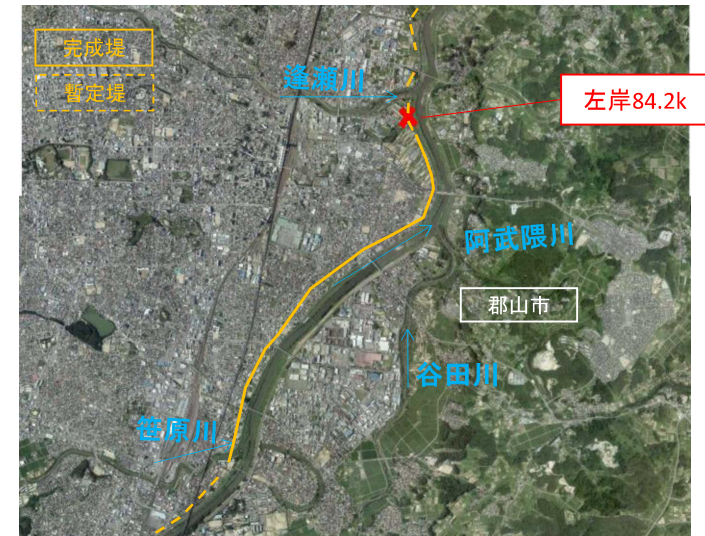 完成堤
暫定堤
逢瀬川
左岸84.2k
阿武隈川
郡山市
谷田川
笹原川